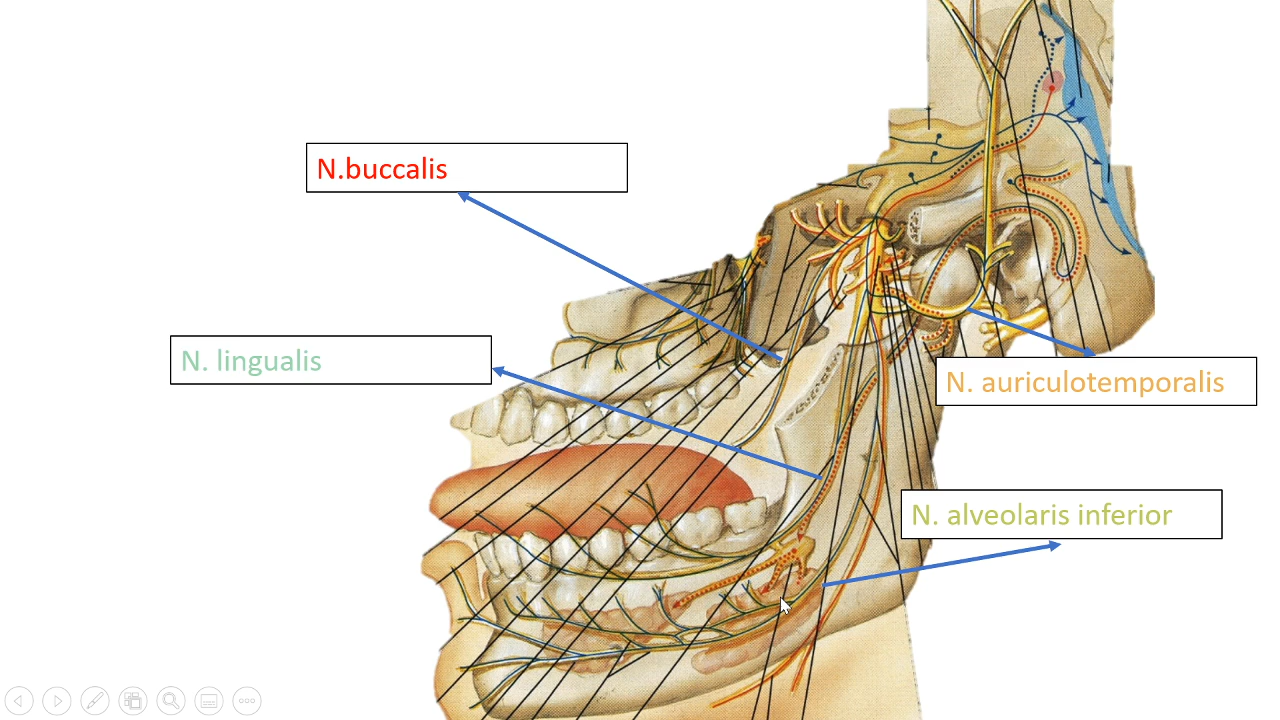 N.buccalis
N. lingualis
N. auriculotemporalis
N. alveolaris inferior